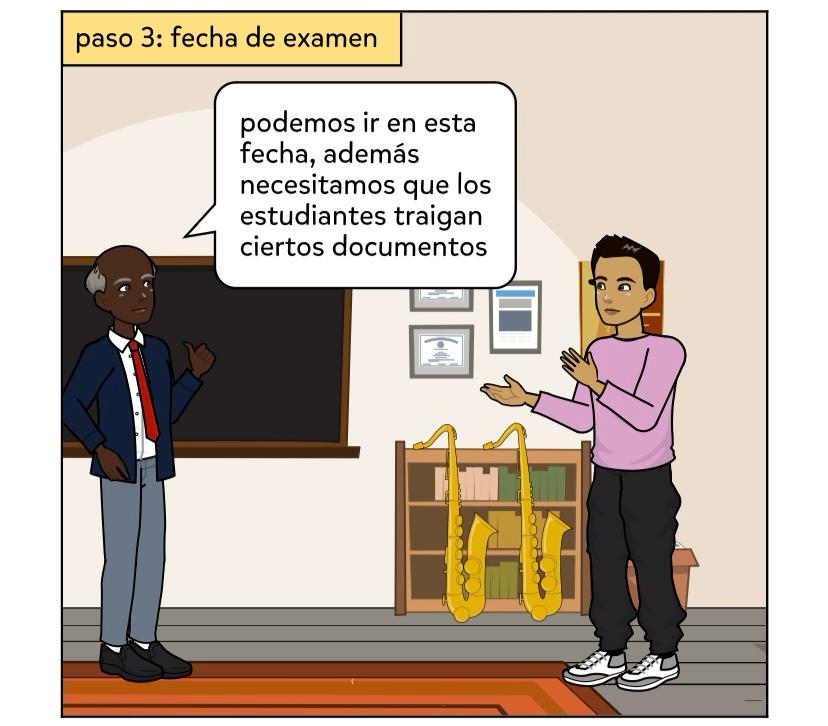 paso 3: fecha de examen
podemos ir en esta
fecha, además
necesitamos que los
estudiantes traigan
ciertos documentos